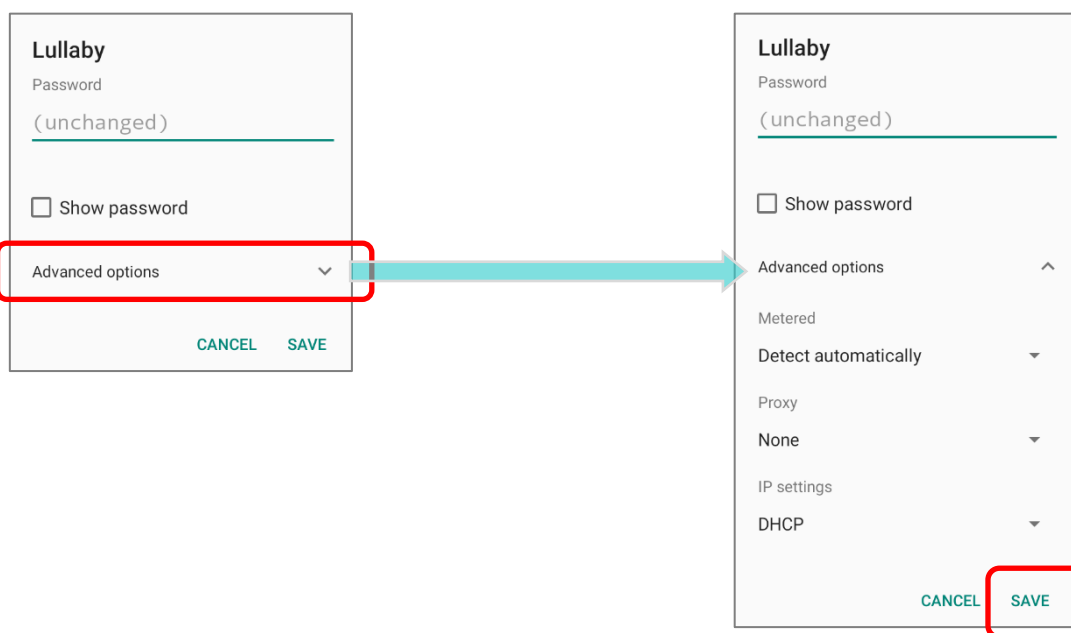 Lullaby
Password
(unchanged)
Show password
Advanced options
CANCEL SAVE
Lullaby
Password
(unchanged)
Show password
Advanced options
Metered
Detect automatically
Proxy
None
IP settings
DHCP
CANCEL SAVE